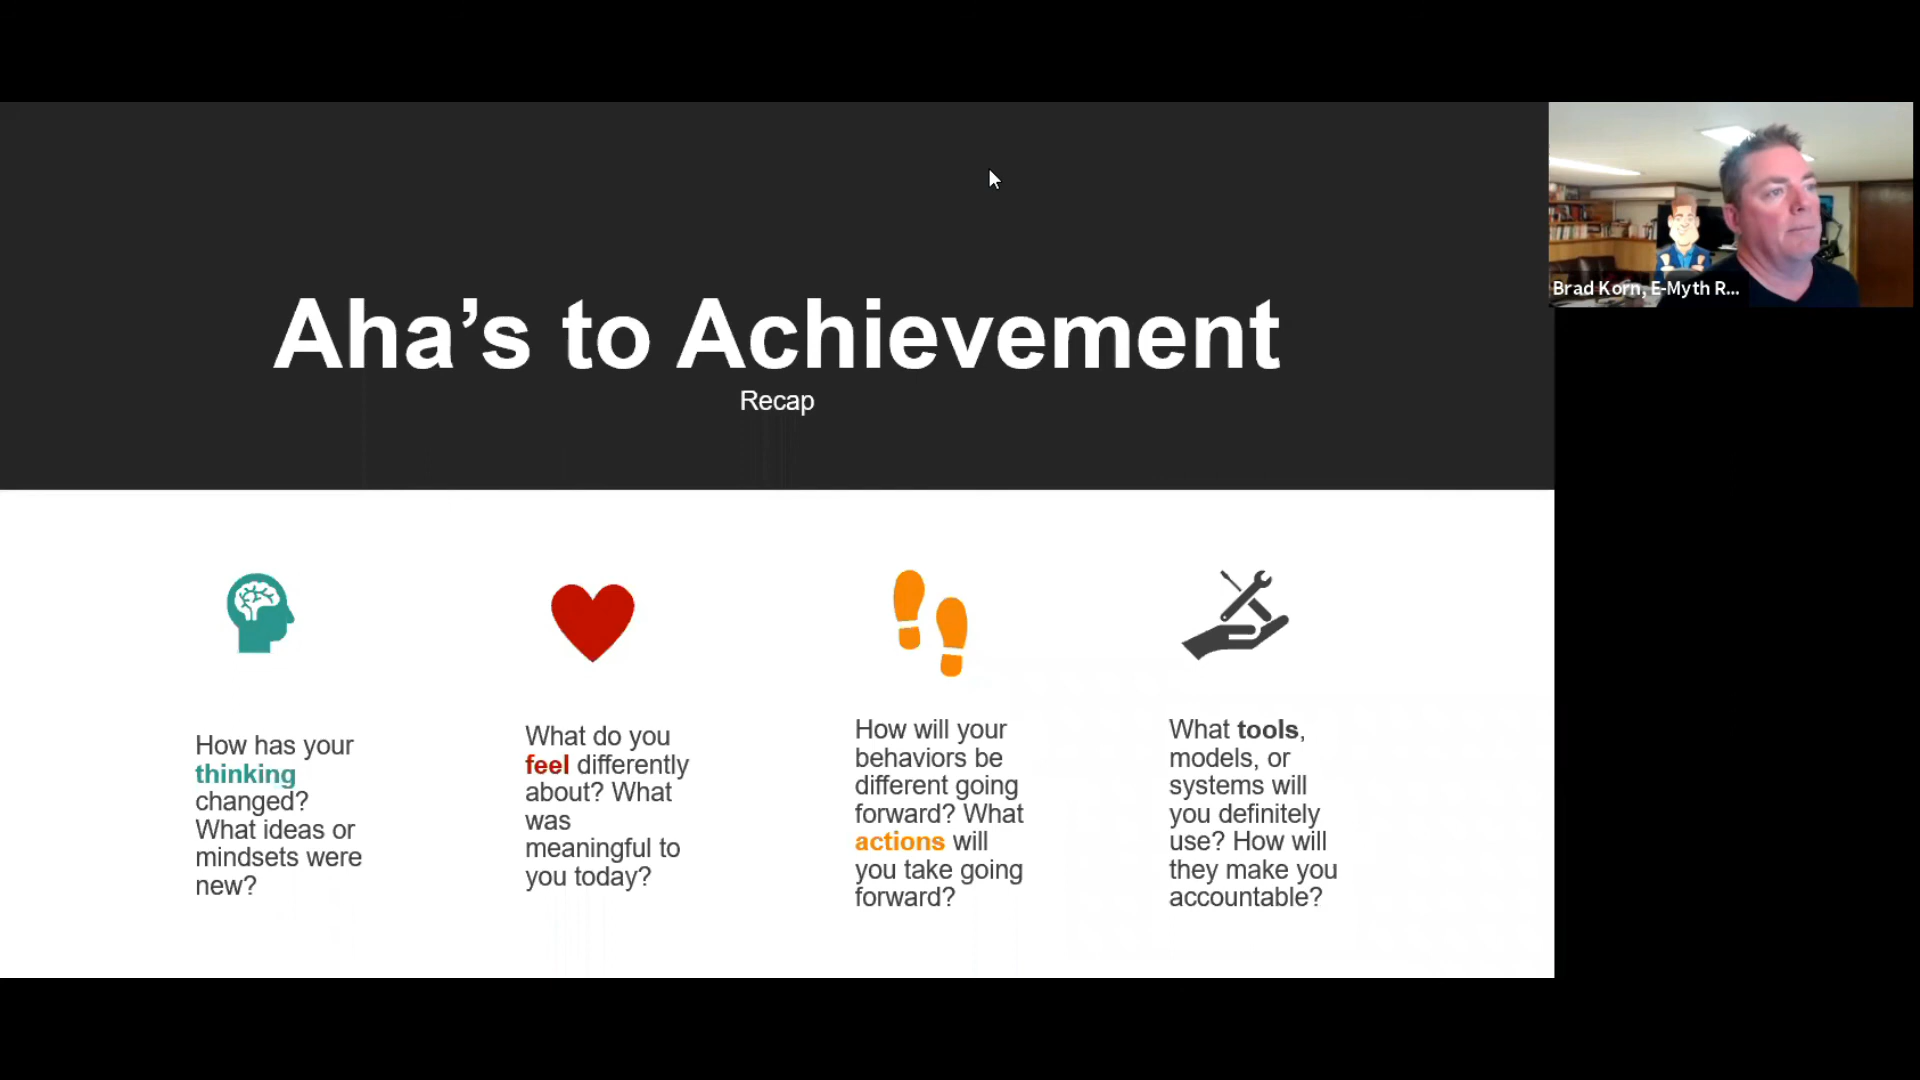 Aha’s to Achievement
Recap
Brad Korn, E-Myth R...
How has your
thinking
changed?
What ideas or
mindsets were
new?
What do you
feel differently
about? What
was
meaningful to
you today?
How will your
behaviors be
different going
forward? What
actions will
you take going
forward?
What tools,
models, or
systems will
you definitely
use? How will
they make you
accountable?